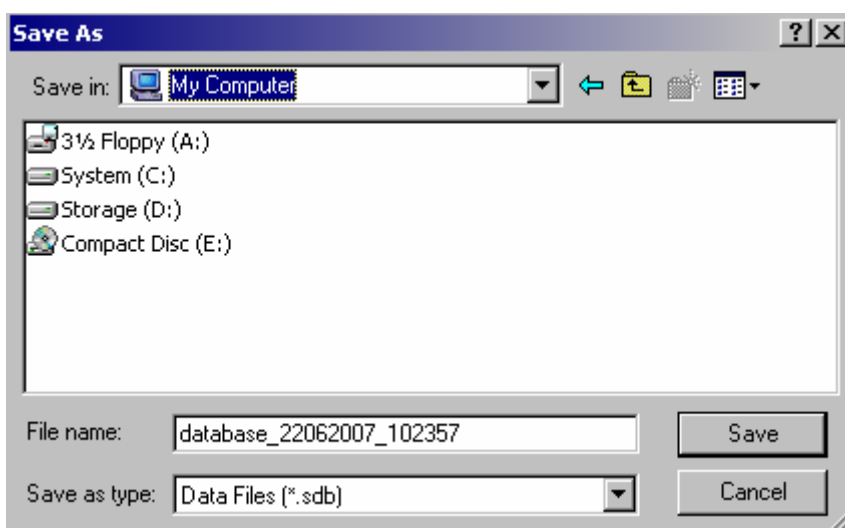 Save As
Save in: My Computer
3½ Floppy (A:)
System (C:)
Storage (D:)
Compact Disc (E:)
File name: database_22062007_102357 Save
Save as type: Data Files (*.sdb) Cancel